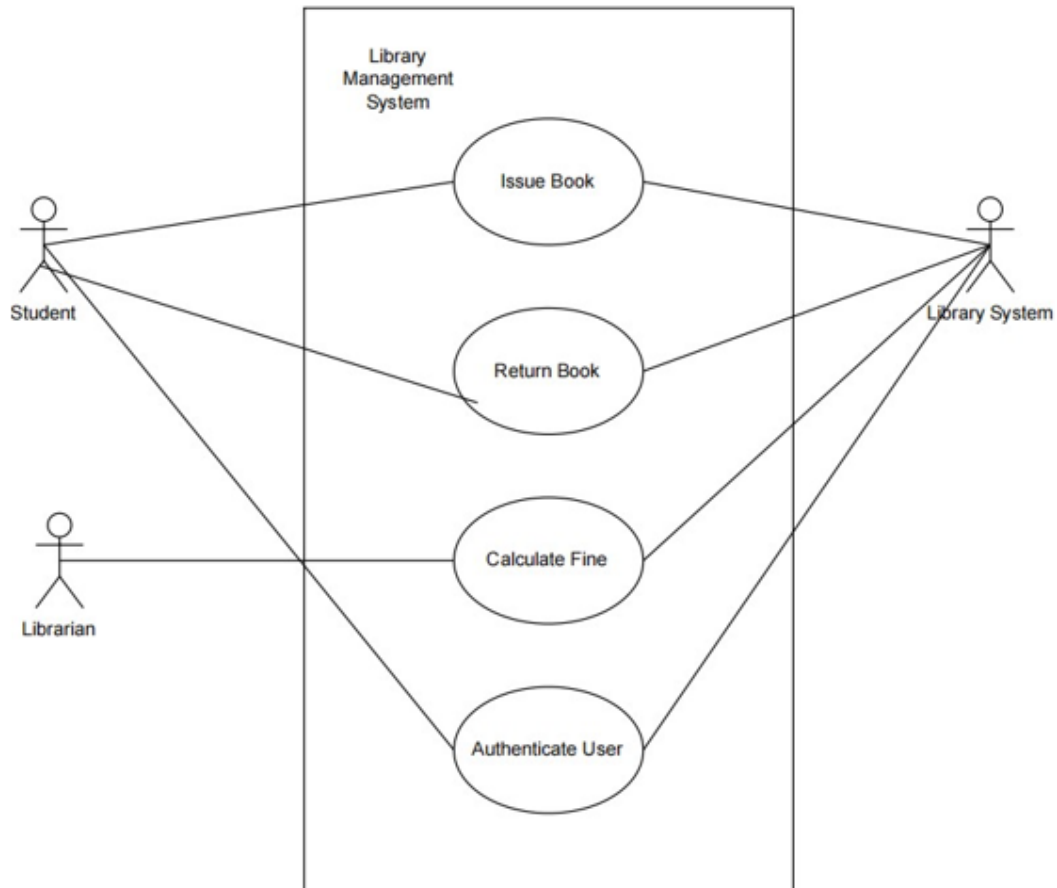 Library
Management
System
Issue Book
Student
Library System
Return Book
Calculate Fine
Librarian
Authenticate User